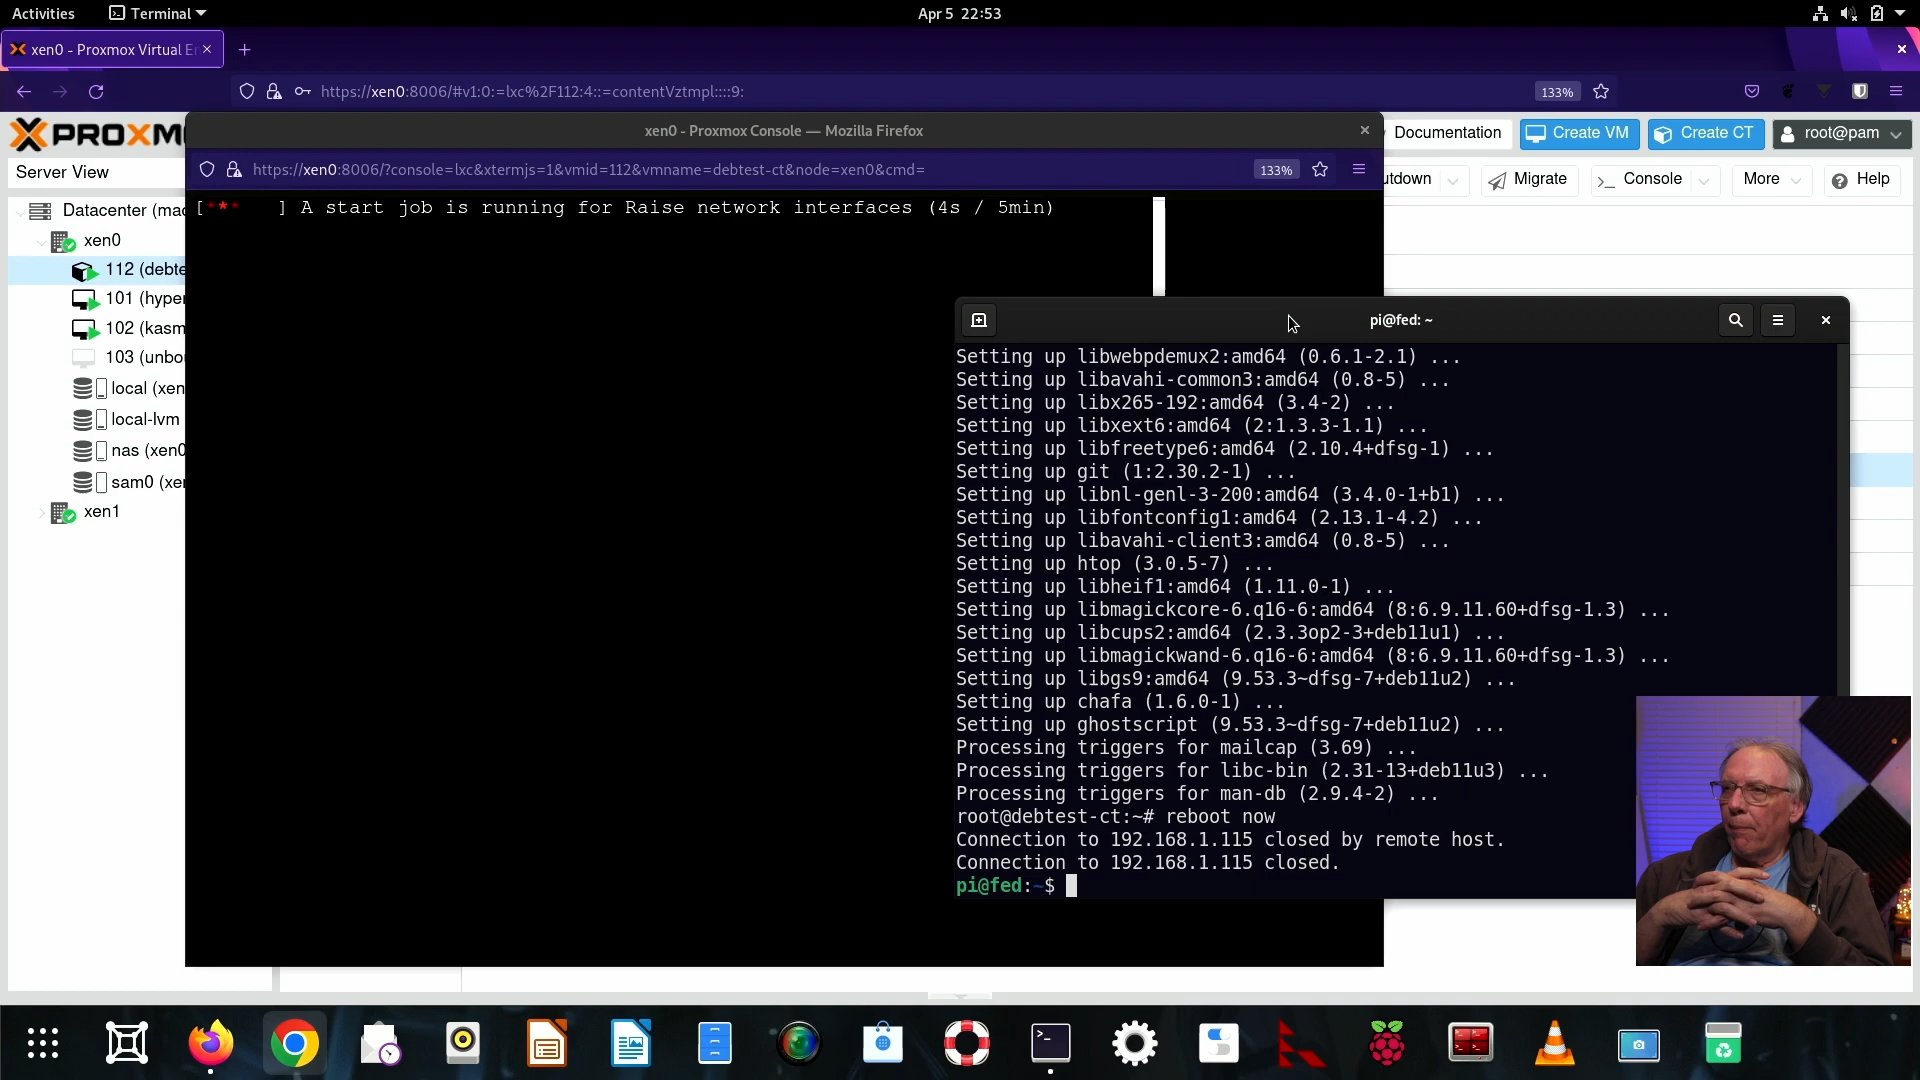 Activities
Terminal
Apr 5 22:53
xen0 - Proxmox Virtual En
https://xen0:8006/#v1:0:=lxc%2F112:4::=contentVztmpl::::9:
133%
PROXM
xen0 - Proxmox Console — Mozilla Firefox
Documentation
Create VM
Create CT
root@pam
https://xen0:8006/?console=lxc&xtermjs=1&vmid=112&vmname=debtest-ct&node=xen0&cmd=
133%
Server View
utdown
Migrate
Console
More
Help
Datacenter (mac
xen0
112 (debte
101 (hyper
102 (kasm
103 (unbou
local (xen
local-lvm
nas (xen0
sam0 (xen
xen1
[ *** ] A start job is running for Raise network interfaces (4s / 5min)
pi@fed: ~
Setting up libwebpdemux2:amd64 (0.6.1-2.1) ...
Setting up libavahi-common3:amd64 (0.8-5) ...
Setting up libx265-192:amd64 (3.4-2) ...
Setting up libxext6:amd64 (2:1.3.3-1.1) ...
Setting up libfreetype6:amd64 (2.10.4+dfsg-1) ...
Setting up git (1:2.30.2-1) ...
Setting up libnl-genl-3-200:amd64 (3.4.0-1+b1) ...
Setting up libfontconfig1:amd64 (2.13.1-4.2) ...
Setting up libavahi-client3:amd64 (0.8-5) ...
Setting up htop (3.0.5-7) ...
Setting up libheif1:amd64 (1.11.0-1) ...
Setting up libmagickcore-6.q16-6:amd64 (8:6.9.11.60+dfsg-1.3) ...
Setting up libcups2:amd64 (2.3.3op2-3+deb11u1) ...
Setting up libmagickwand-6.q16-6:amd64 (8:6.9.11.60+dfsg-1.3) ...
Setting up libgs9:amd64 (9.53.3~dfsg-7+deb11u2) ...
Setting up chafa (1.6.0-1) ...
Setting up ghostscript (9.53.3~dfsg-7+deb11u2) ...
Processing triggers for mailcap (3.69) ...
Processing triggers for libc-bin (2.31-13+deb11u3) ...
Processing triggers for man-db (2.9.4-2) ...
root@debtest-ct:~# reboot now
Connection to 192.168.1.115 closed by remote host.
Connection to 192.168.1.115 closed.
pi@fed:~$